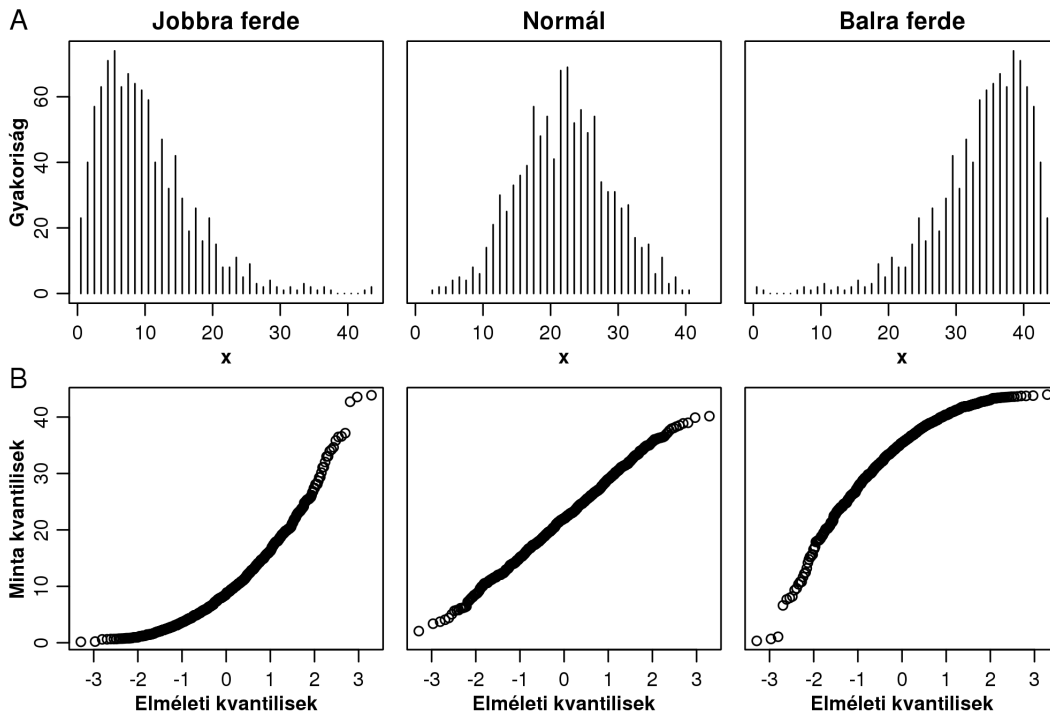 A
Jobbra ferde
Normál
Balra ferde
Gyakoriság
60
40
20
0
0 10 20 30 40
0 10 20 30 40
0 10 20 30 40
x
x
x
B
Minta kvantilisek
40
30
20
10
0
-3 -2 -1 0 1 2 3
-3 -2 -1 0 1 2 3
-3 -2 -1 0 1 2 3
Elméleti kvantilisek
Elméleti kvantilisek
Elméleti kvantilisek